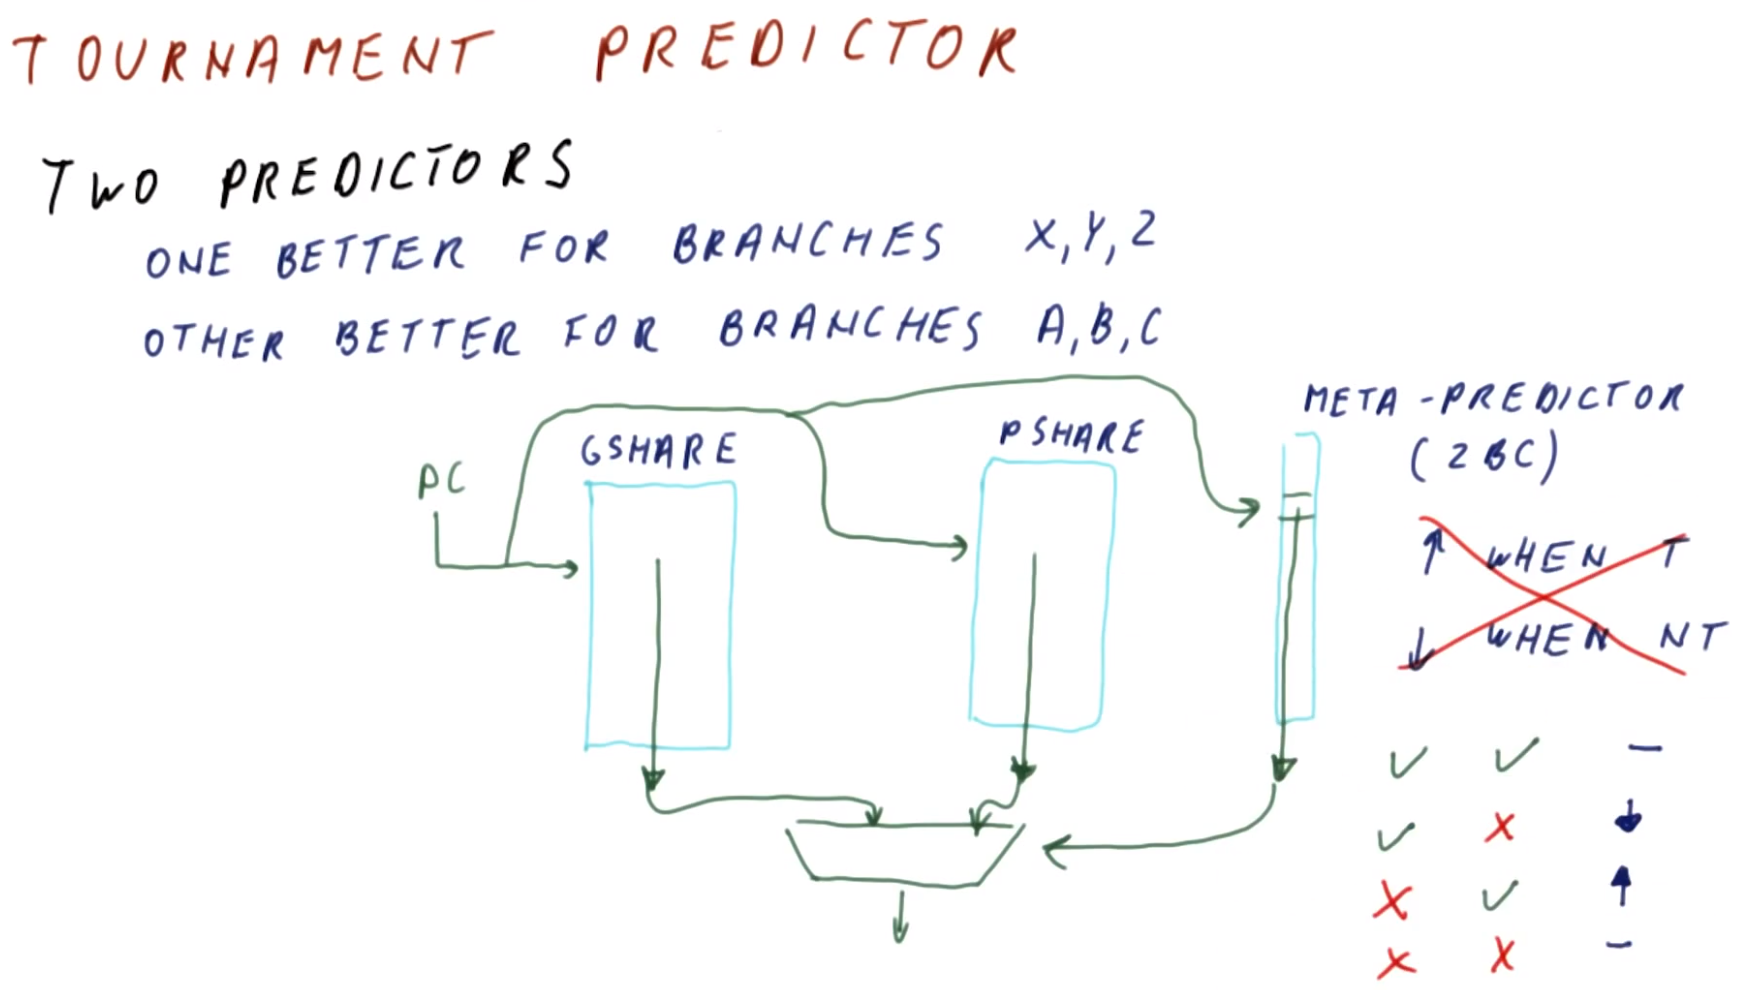 TOURNAMENT PREDICTOR
TWO PREDICTORS
ONE BETTER FOR BRANCHES X,Y,Z
OTHER BETTER FOR BRANCHES A,B,C
PC
GSHARE
PSHARE
META-PREDICTOR
(2BC)
↑ WHEN T
↓ WHEN NT
✓ ✓ –
✓ X ↓
X ✓ ↑
X X –